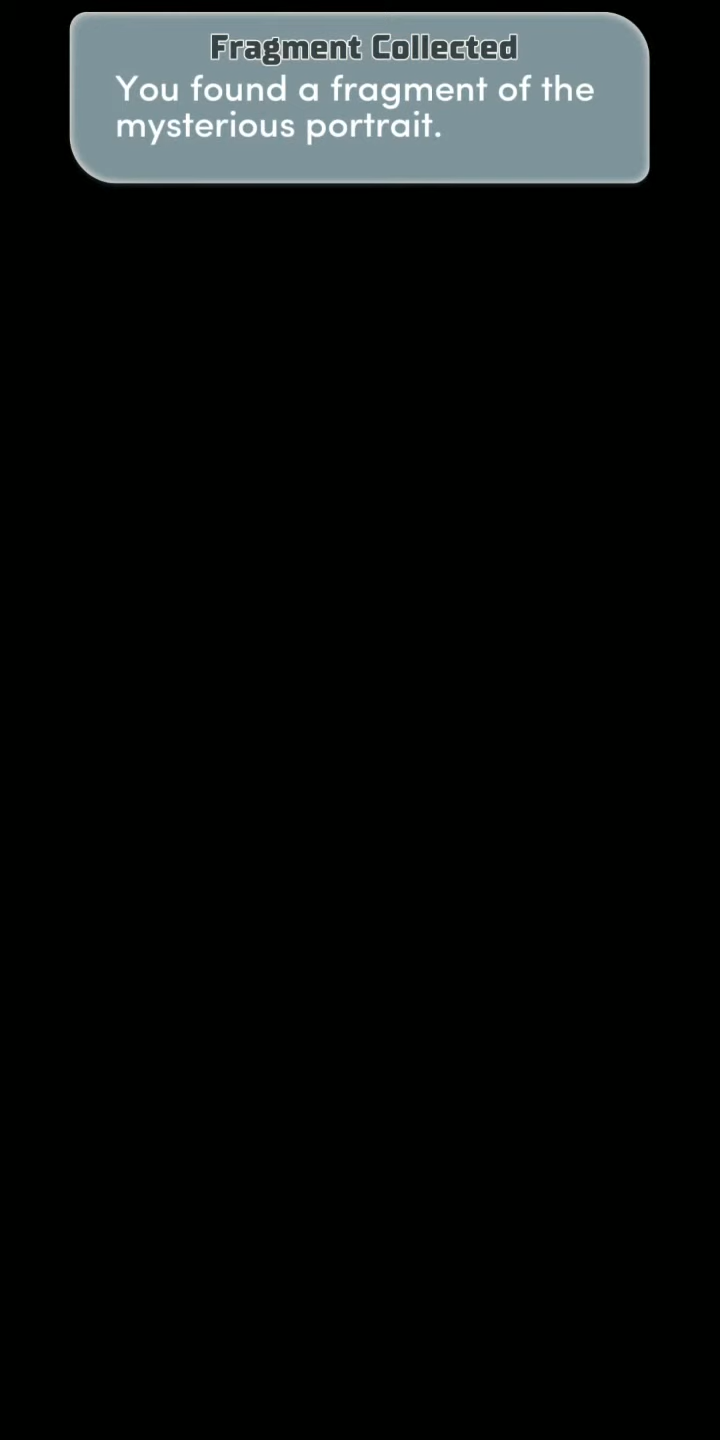 Fragment Collected
You found a fragment of the
mysterious portrait.